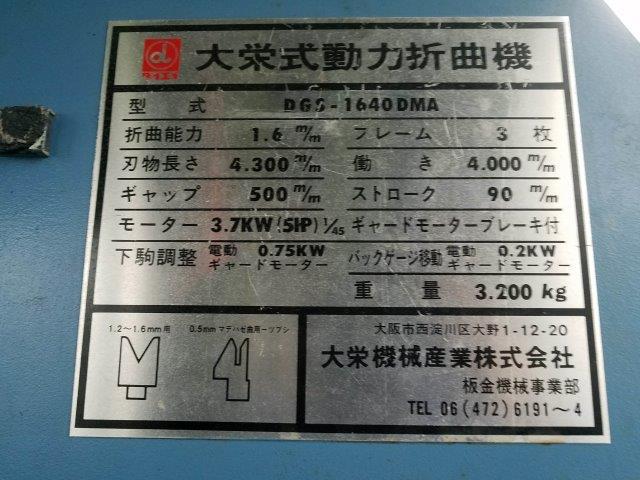 大栄式動力折曲機
型式 DGS-1640DMA
折曲能力 1.6 m/m フレーム 3 枚
刃物長さ 4.300 m/m 働き 4.000 m/m
ギャップ 500 m/m ストローク 90 m/m
モーター 3.7KW (5HP) 1/45 ギャードモーターブレーキ付
下駒調整 電動 0.75KW ギャードモーター バックゲージ移動 電動 0.2KW ギャードモーター
重量 3.200 kg
1.2〜1.6mm用 0.5mm マテハゼ曲用ーツブシ
大阪市西淀川区大野1-12-20
大栄機械産業株式会社
板金機械事業部
TEL 06 (472) 6191〜4